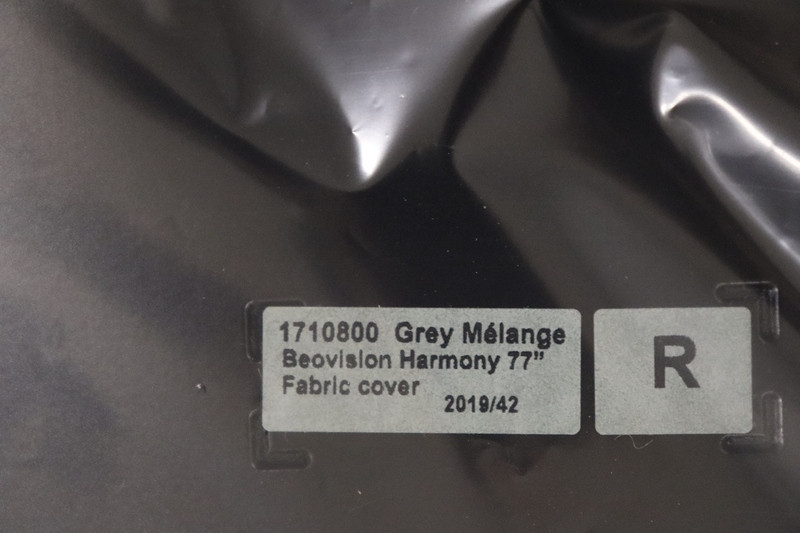 1710800 Grey Mélange
Beovision Harmony 77”
Fabric cover
2019/42
R